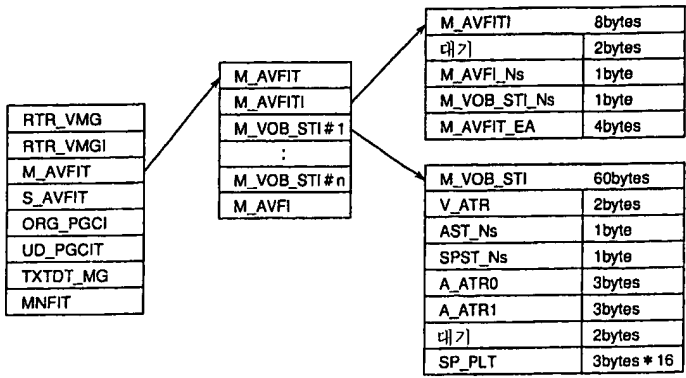 RTR_VMG
RTR_VMGI
M_AVFIT
S_AVFIT
ORG_PGCI
UD_PGCIT
TXTDT_MG
MNFIT
M_AVFIT
M_AVFITI
M_VOB_STI#1
:
M_VOB_STI#n
M_AVFI
M_AVFITI 8bytes
대기 2bytes
M_AVFI_Ns 1byte
M_VOB_STI_Ns 1byte
M_AVFIT_EA 4bytes
M_VOB_STI 60bytes
V_ATR 2bytes
AST_Ns 1byte
SPST_Ns 1byte
A_ATR0 3bytes
A_ATR1 3bytes
대기 2bytes
SP_PLT 3bytes * 16